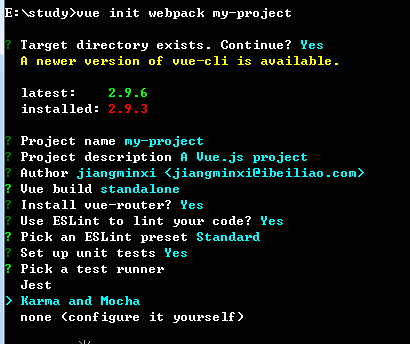 E:\study>vue init webpack my-project
? Target directory exists. Continue? Yes
A newer version of vue-cli is available.
latest: 2.9.6
installed: 2.9.3
? Project name my-project
? Project description A Vue.js project
? Author jiangminxi <jiangminxi@ibeiliao.com>
? Vue build standalone
? Install vue-router? Yes
? Use ESLint to lint your code? Yes
? Pick an ESLint preset Standard
? Set up unit tests Yes
? Pick a test runner
Jest
> Karma and Mocha
none (configure it yourself)